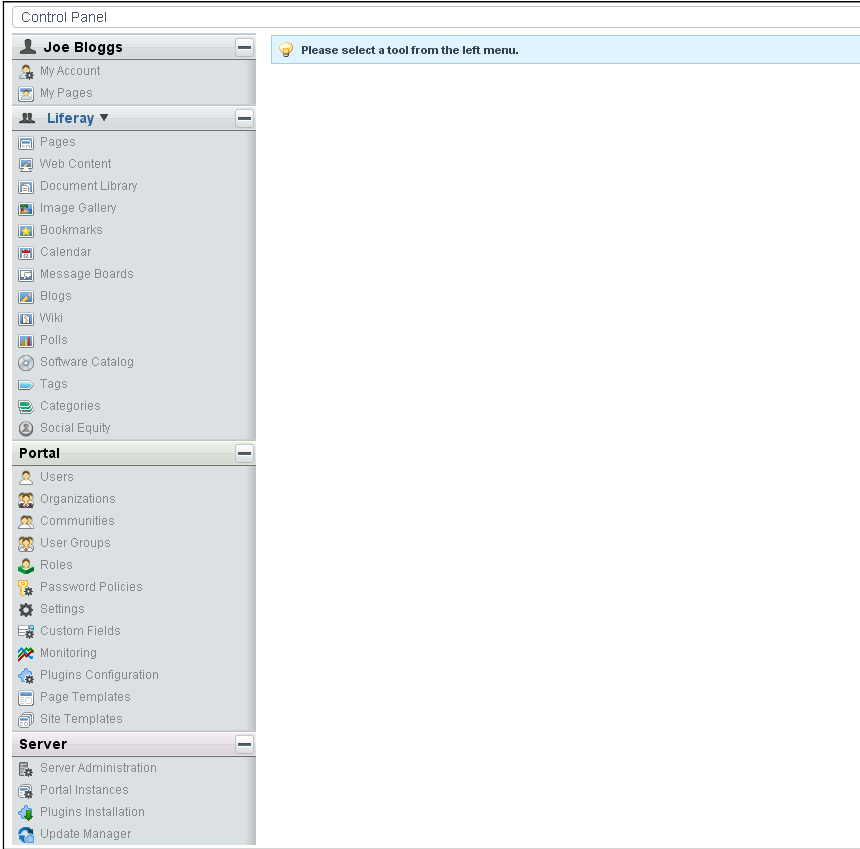 Control Panel
Joe Bloggs
My Account
My Pages
Liferay ▼
Pages
Web Content
Document Library
Image Gallery
Bookmarks
Calendar
Message Boards
Blogs
Wiki
Polls
Software Catalog
Tags
Categories
Social Equity
Portal
Users
Organizations
Communities
User Groups
Roles
Password Policies
Settings
Custom Fields
Monitoring
Plugins Configuration
Page Templates
Site Templates
Server
Server Administration
Portal Instances
Plugins Installation
Update Manager
Please select a tool from the left menu.